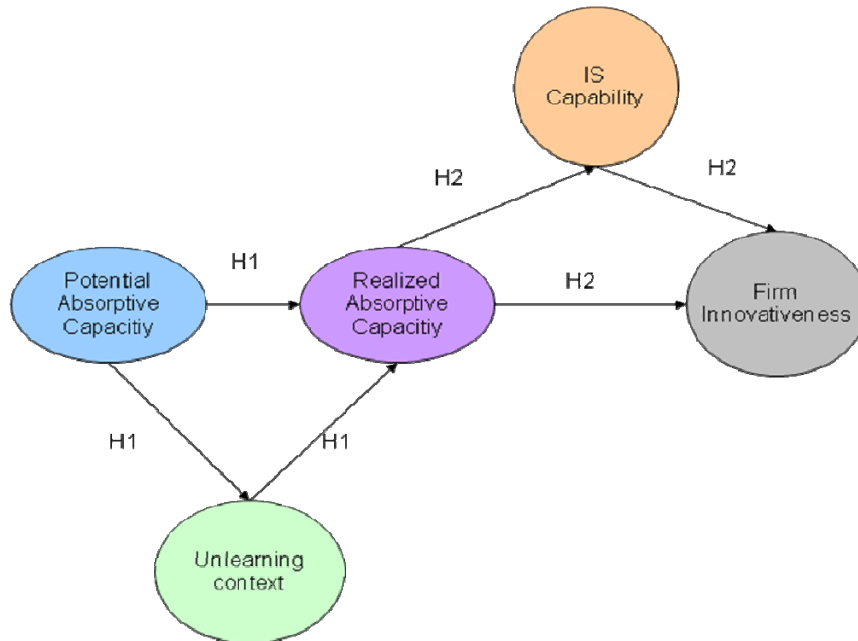 IS
Capability
H2
H2
H1
Potential
Absorptive
Capacitiy
Realized
Absorptive
Capacitiy
H2
Firm
Innovativeness
H1
H1
Unlearning
context